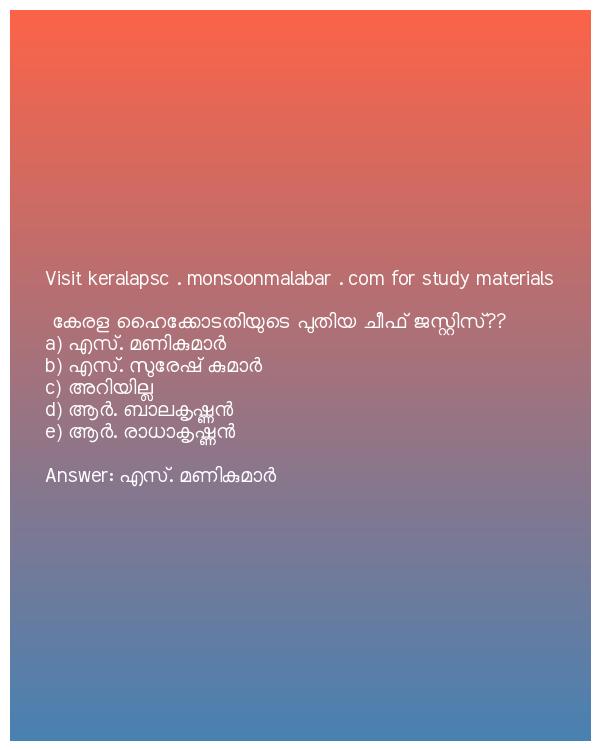 Visit keralapsc . monsoonmalabar . com for study materials
കേരള ഹൈക്കോടതിയുടെ പുതിയ ചീഫ് ജസ്റ്റിസ്??
a) എസ്. മണികുമാർ
b) എസ്. സുരേഷ് കുമാർ
c) അറിയില്ല
d) ആർ. ബാലകൃഷ്ണൻ
e) ആർ. രാധാകൃഷ്ണൻ
Answer: എസ്. മണികുമാർ